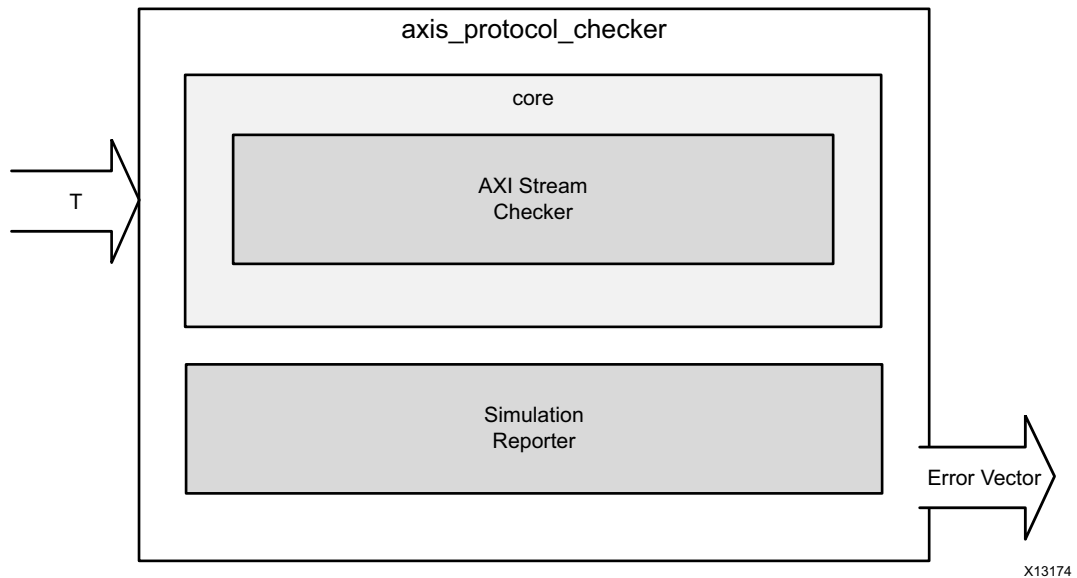 axis_protocol_checker
core
AXI Stream
Checker
T
Simulation
Reporter
Error Vector
X13174